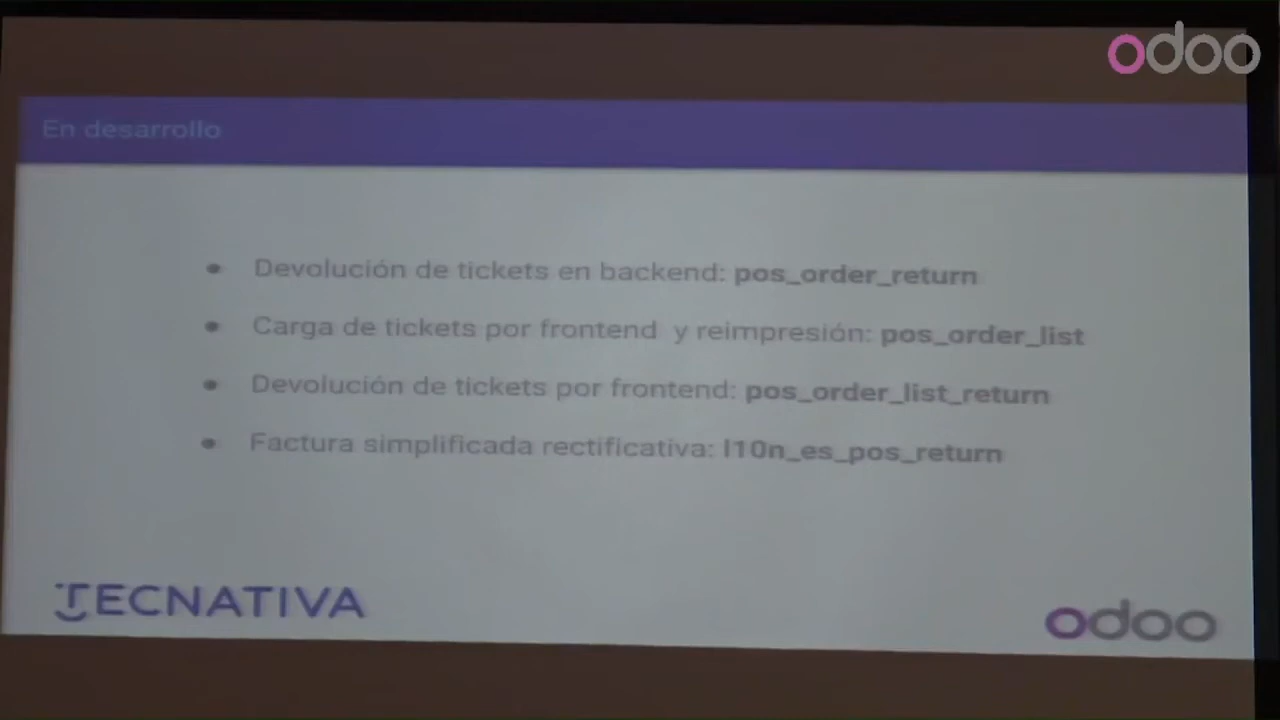 odoo
En desarrollo
• Devolución de tickets en backend: pos_order_return
• Carga de tickets por frontend y reimpresión: pos_order_list
• Devolución de tickets por frontend: pos_order_list_return
• Factura simplificada rectificativa: l10n_es_pos_return
TECNATIVA
odoo